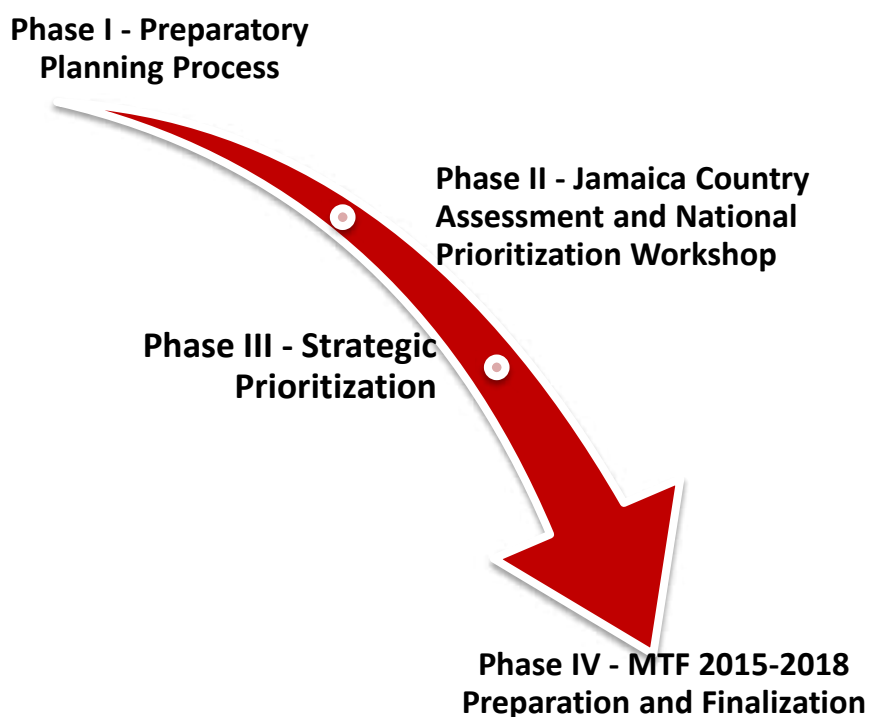 Phase I - Preparatory
Planning Process
Phase II - Jamaica Country
Assessment and National
Prioritization Workshop
Phase III - Strategic
Prioritization
Phase IV - MTF 2015-2018
Preparation and Finalization